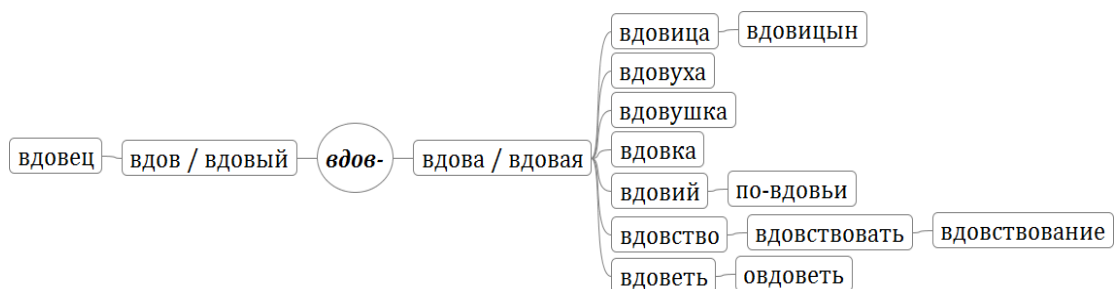 вдовица
вдовицын
вдовуха
вдовушка
вдовец
вдов / вдовый
вдов-
вдова / вдовая
вдовка
вдовий
по-вдовьи
вдовство
вдовствовать
вдовствование
вдоветь
овдоветь